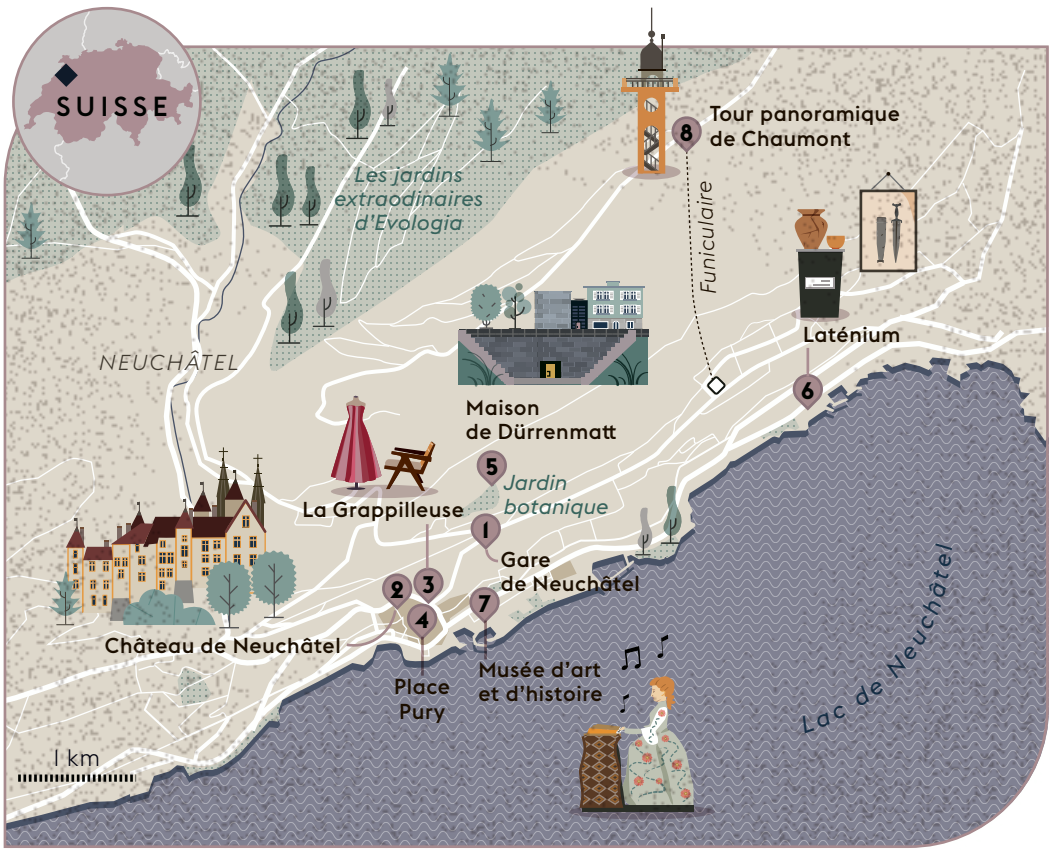 SUISSE
8
Tour panoramique
de Chaumont
Les jardins
extraodinaires
d'Evologia
Funiculaire
Laténium
6
NEUCHÂTEL
Maison
de Dürrenmatt
5
Jardin
botanique
La Grappilleuse
1
Gare
de Neuchâtel
2
3
4
7
Château de Neuchâtel
Place
Pury
Musée d’art
et d’histoire
Lac de Neuchâtel
1 km